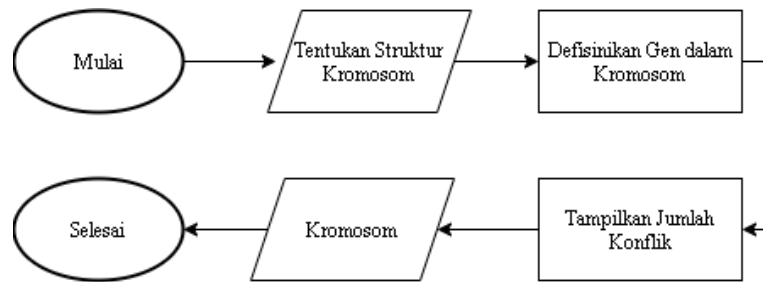 Mulai
Tentukan Struktur
Kromosom
Defisinikan Gen dalam
Kromosom
Tampilkan Jumlah
Konflik
Kromosom
Selesai